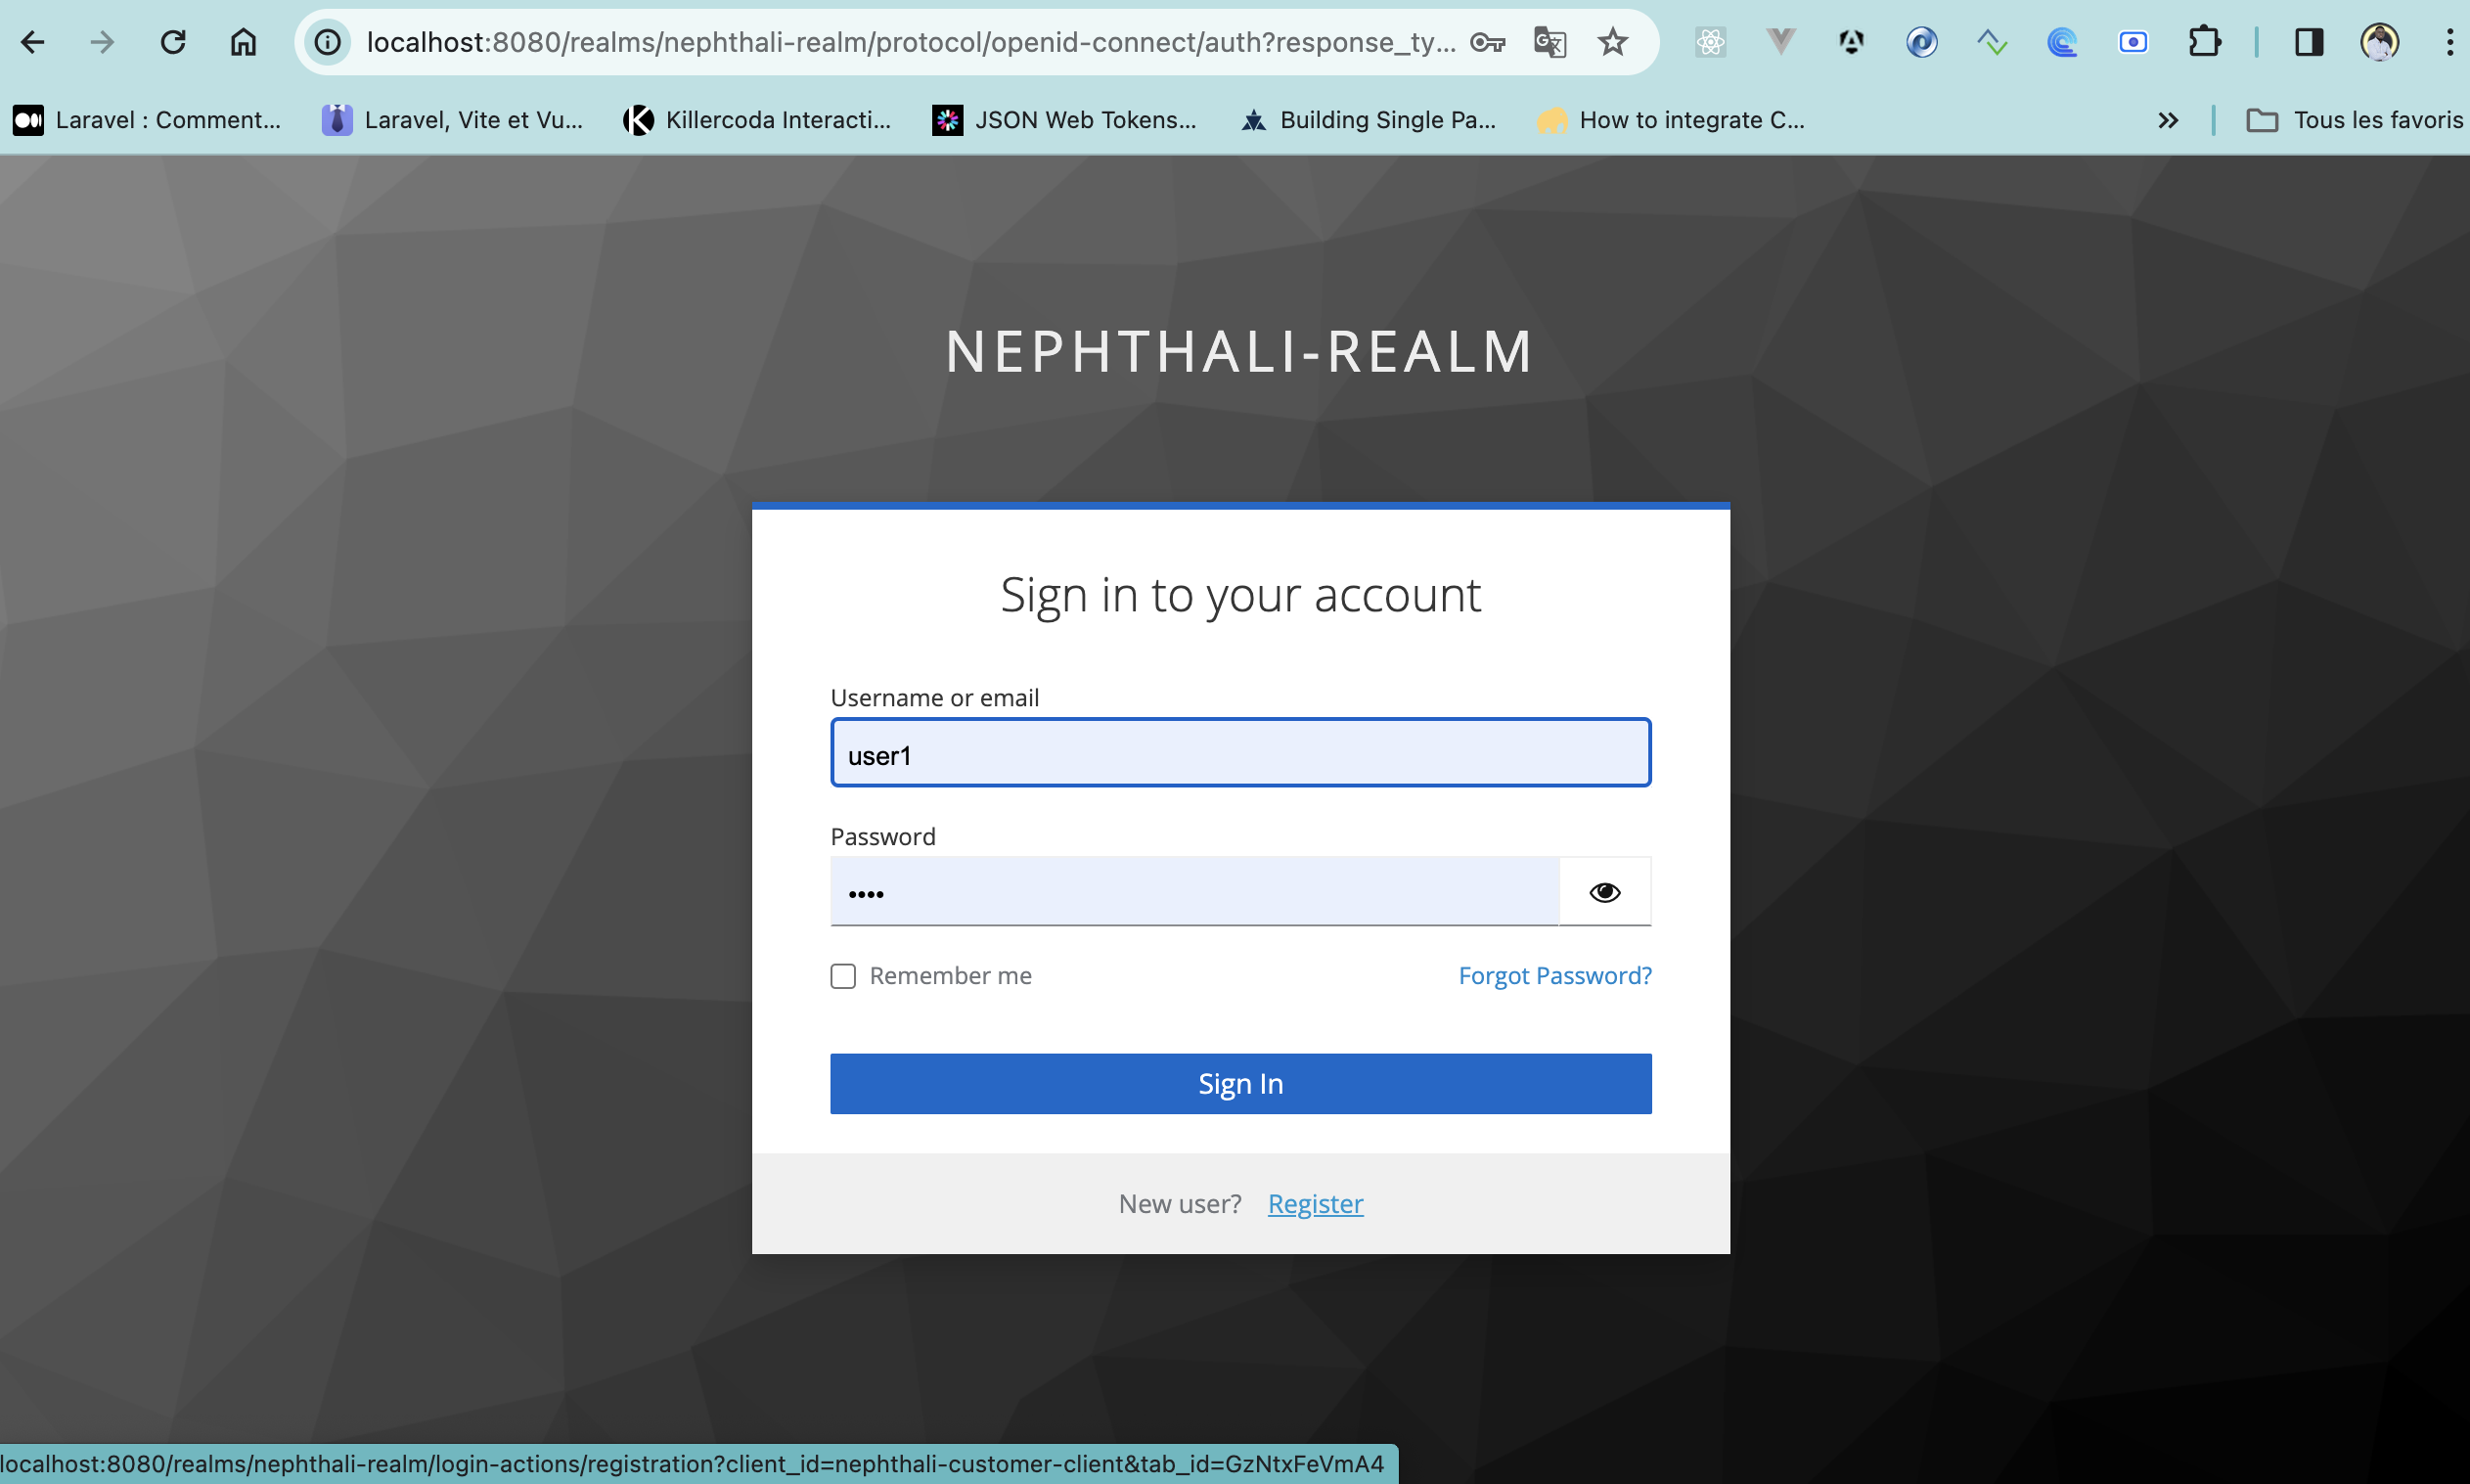 localhost:8080/realms/nephthali-realm/protocol/openid-connect/auth?response_ty...
Laravel : Comment... Laravel, Vite et Vu... Killercoda Interacti... JSON Web Tokens... Building Single Pa... How to integrate C... Tous les favoris
NEPHTHALI-REALM
Sign in to your account
Username or email
user1
Password
Remember me Forgot Password?
Sign In
New user? Register
localhost:8080/realms/nephthali-realm/login-actions/registration?client_id=nephthali-customer-client&tab_id=GzNtxFeVmA4